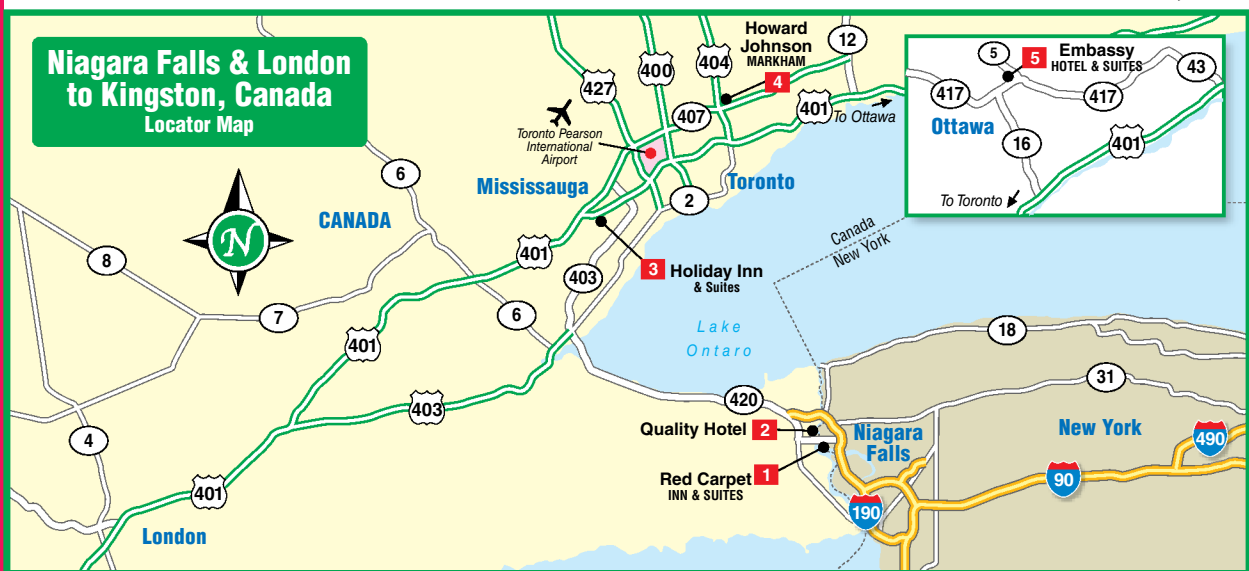 Niagara Falls & London
to Kingston, Canada
Locator Map
N
Howard
Johnson
MARKHAM
4
12
404
400
427
407
401
To Ottawa
Toronto Pearson
International
Airport
Mississauga
Toronto
2
6
CANADA
8
7
401
403
6
3 Holiday Inn
& Suites
Canada
New York
Lake
Ontaro
401
403
4
401
London
420
Quality Hotel 2
Red Carpet 1
INN & SUITES
Niagara
Falls
18
31
New York
490
90
190
5
5 Embassy
HOTEL & SUITES
43
417
417
Ottawa
16
401
To Toronto